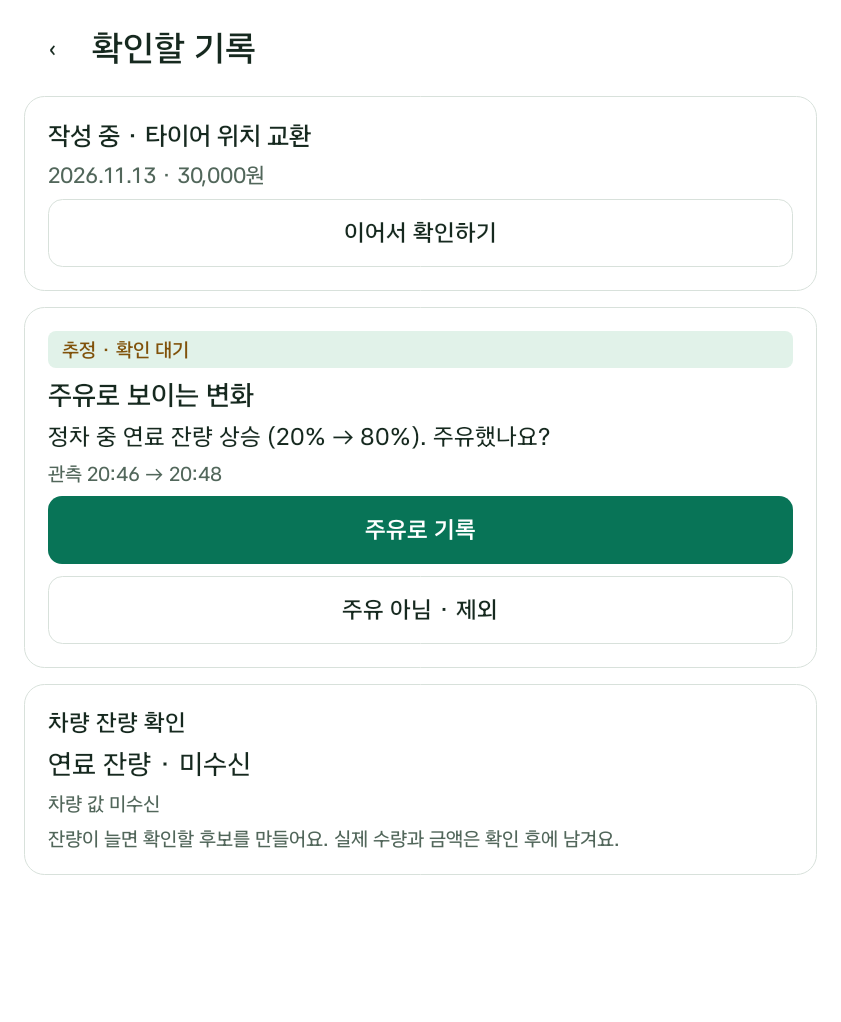 ‹ 확인할 기록
작성 중 · 타이어 위치 교환
2026.11.13 · 30,000원
이어서 확인하기
추정 · 확인 대기
주유로 보이는 변화
정차 중 연료 잔량 상승 (20% → 80%). 주유했나요?
관측 20:46 → 20:48
주유로 기록
주유 아님 · 제외
차량 잔량 확인
연료 잔량 · 미수신
차량 값 미수신
잔량이 늘면 확인할 후보를 만들어요. 실제 수량과 금액은 확인 후에 남겨요.